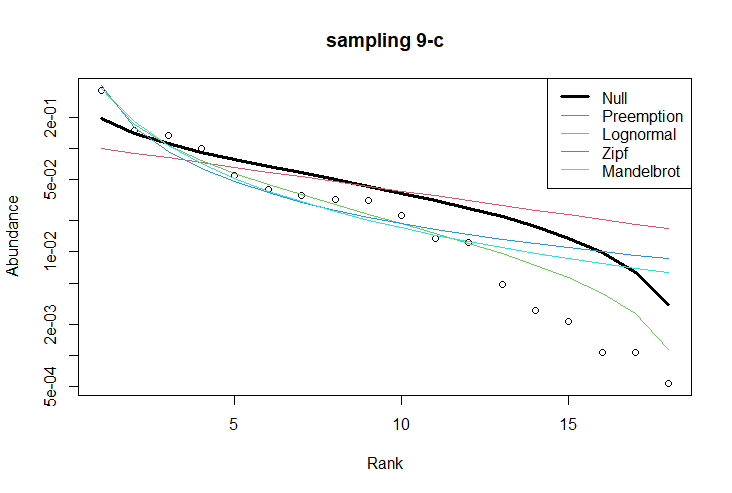 sampling 9-c
Null
Preemption
Lognormal
Zipf
Mandelbrot
2e-01
5e-02
1e-02
2e-03
5e-04
Abundance
5
10
15
Rank